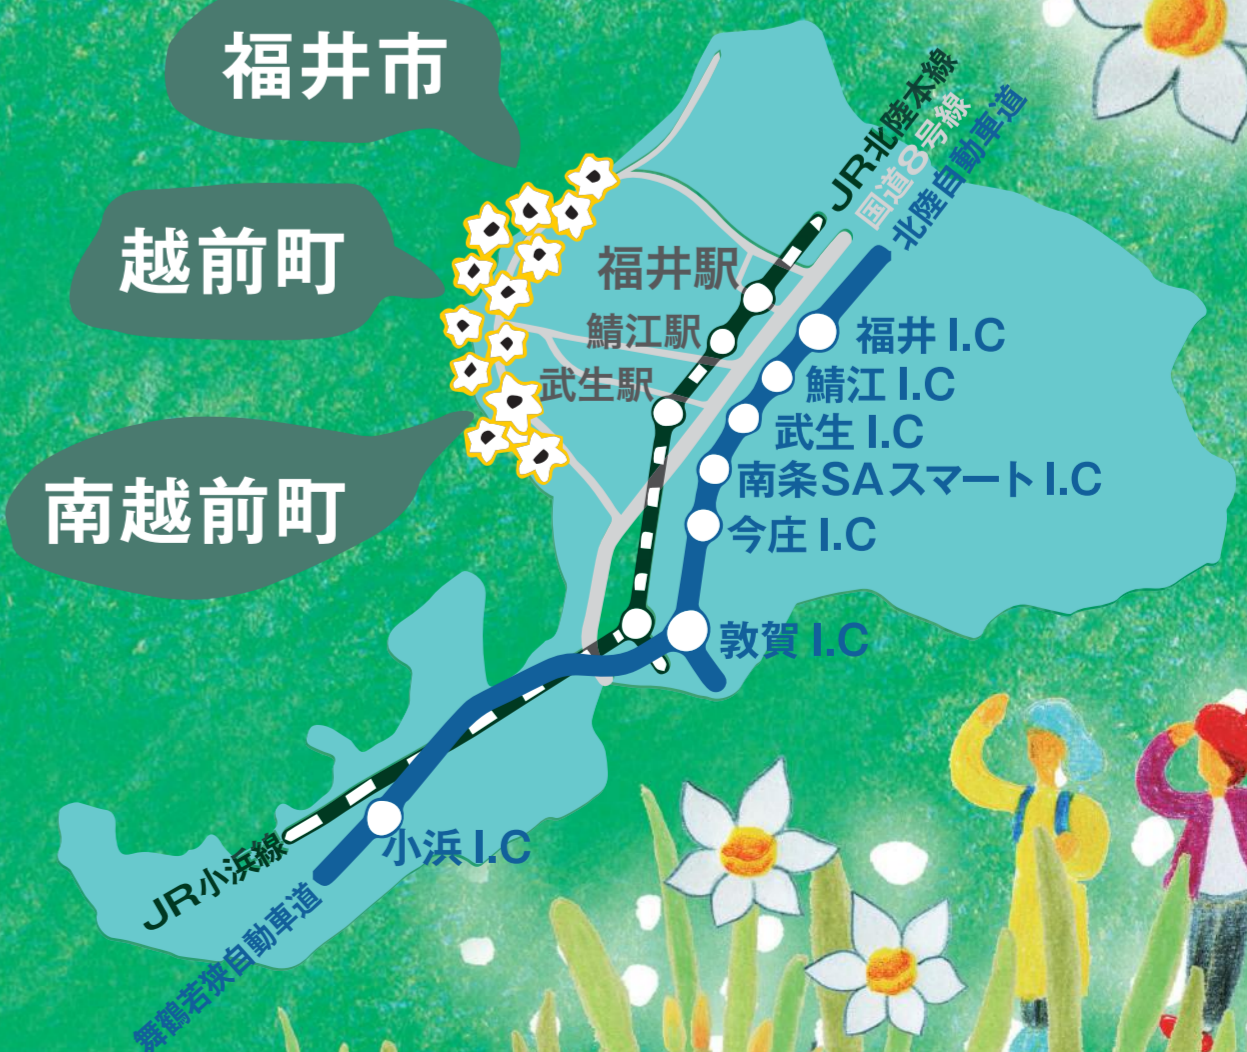 福井市
越前町
南越前町
JR北陸本線
国道8号線
北陸自動車道
福井駅
鯖江駅
武生駅
福井 I.C
鯖江 I.C
武生 I.C
南条SAスマート I.C
今庄 I.C
敦賀 I.C
小浜 I.C
JR小浜線
舞鶴若狭自動車道